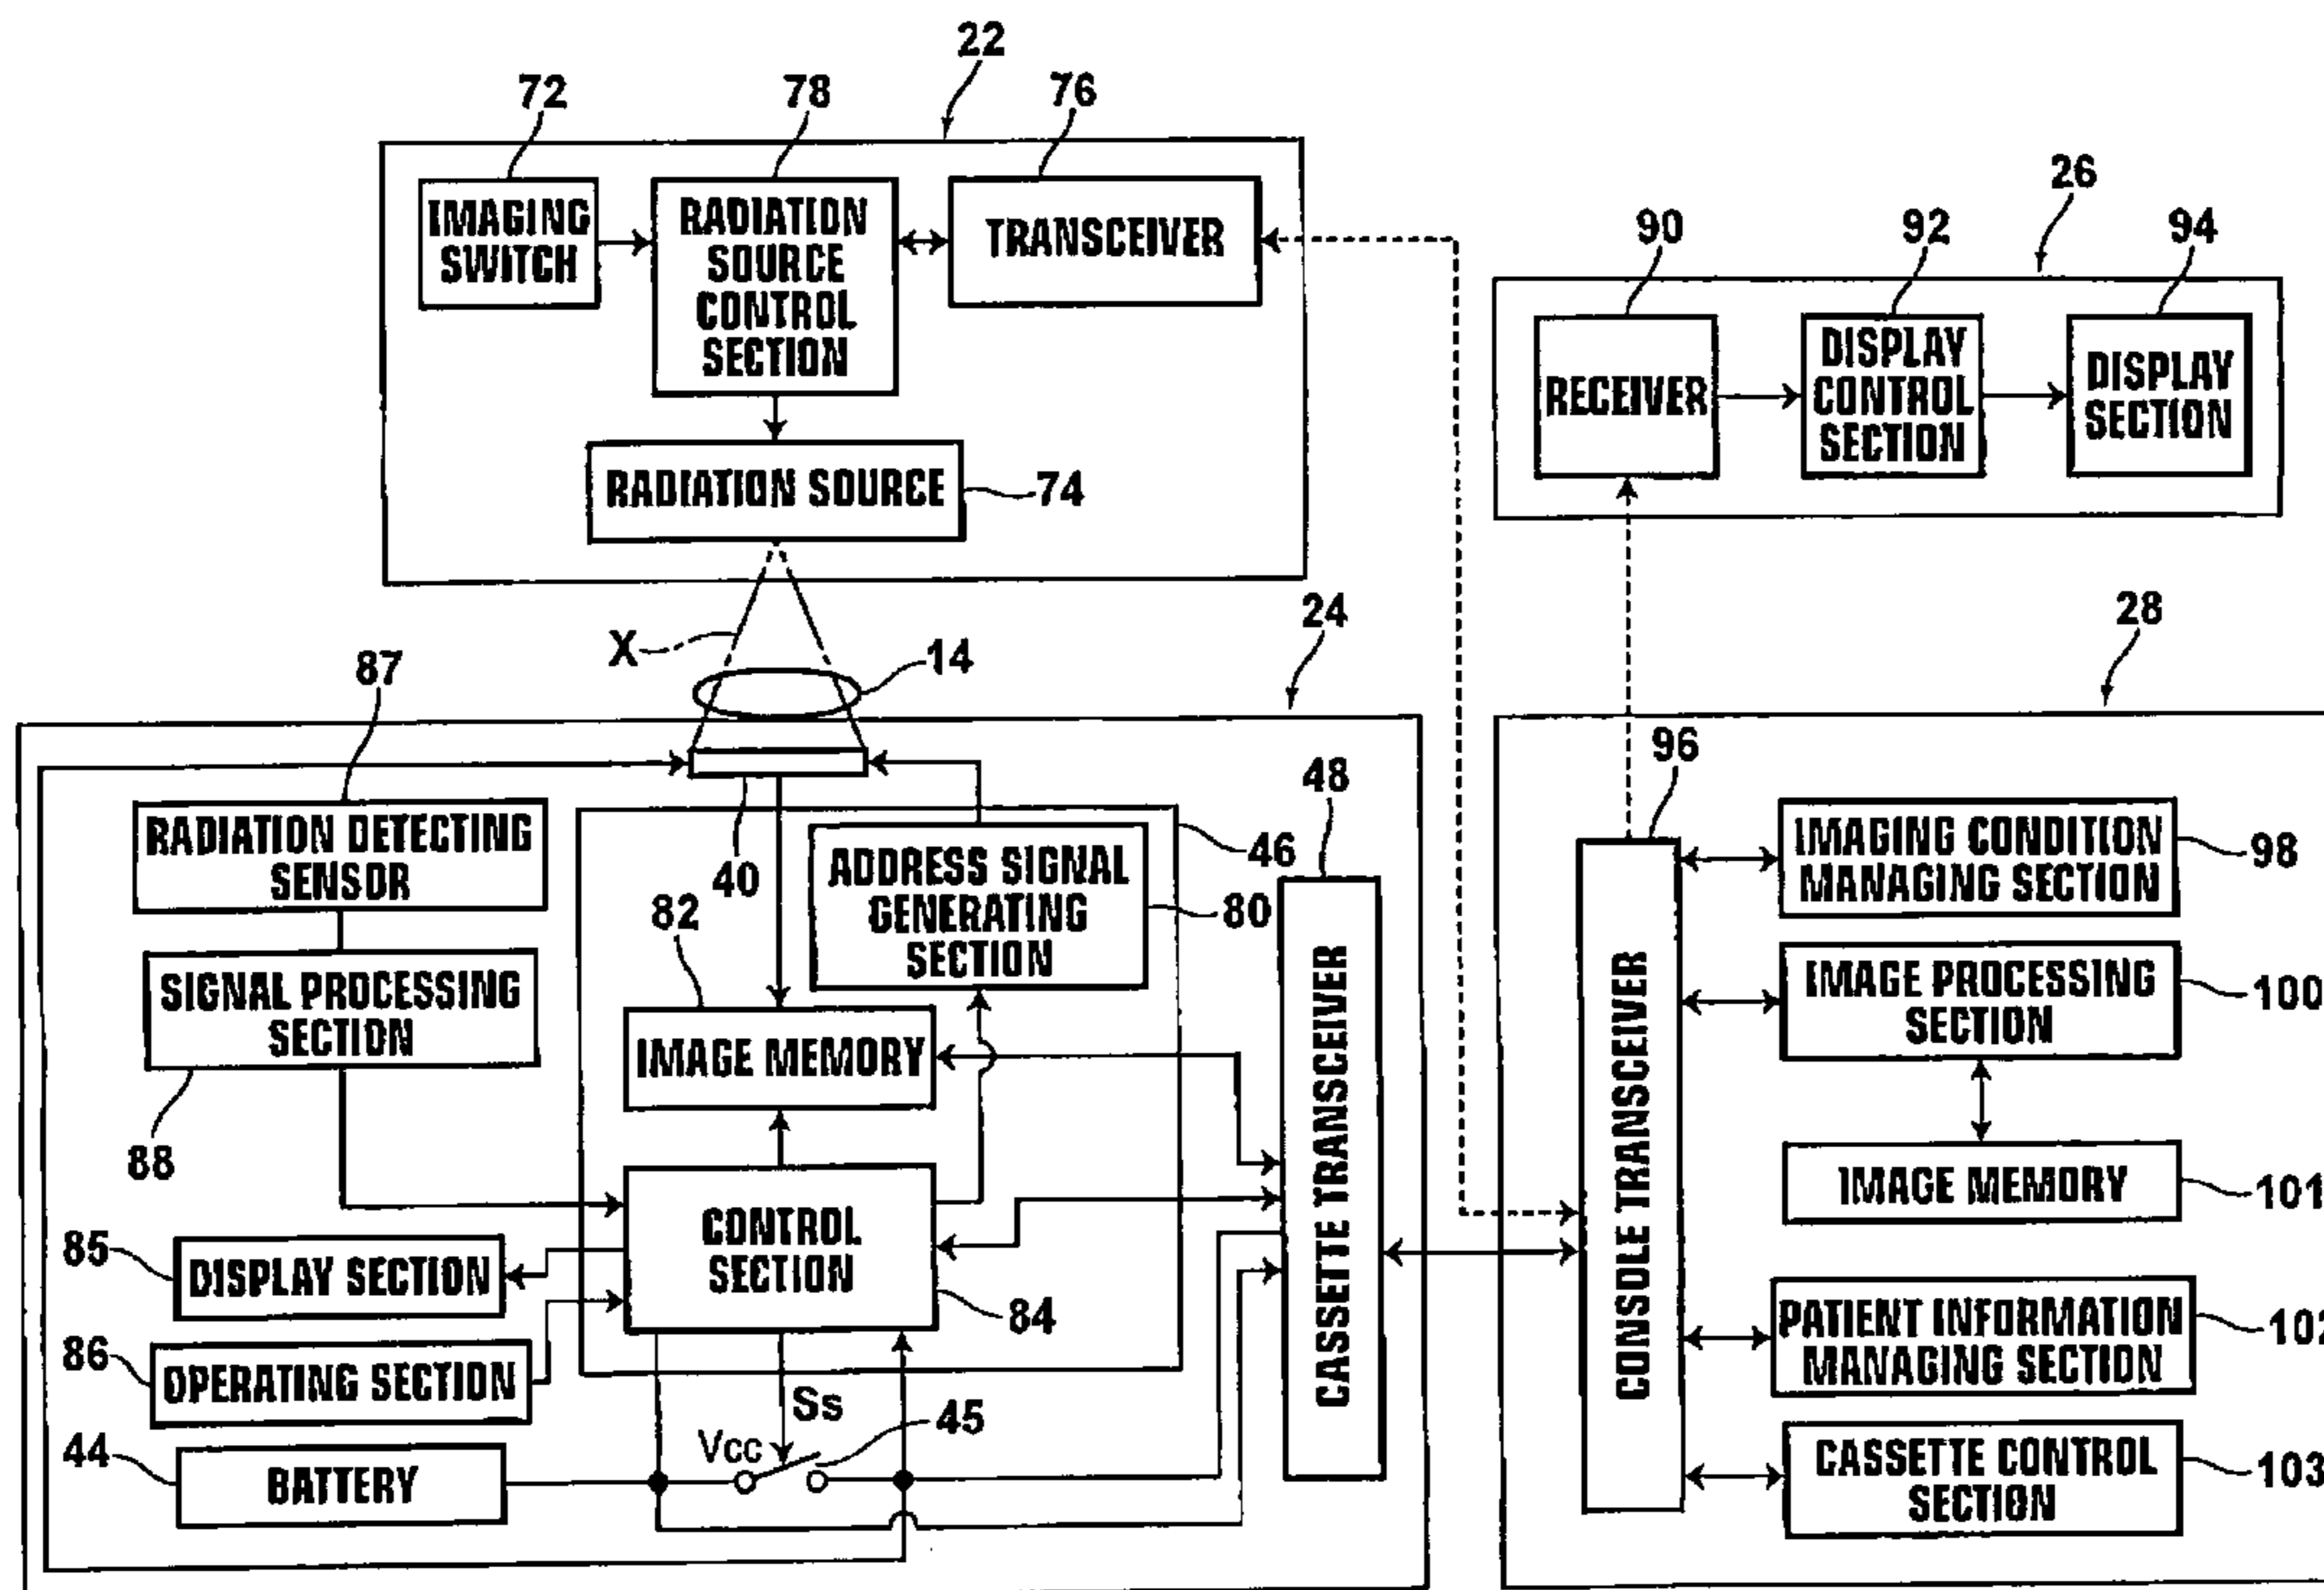 22
72
78
76
IMAGING
SWITCH
RADIATION
SOURCE
CONTROL
SECTION
TRANSCEIVER
RADIATION SOURCE
74
26
90
92
94
RECEIVER
DISPLAY
CONTROL
SECTION
DISPLAY
SECTION
X
14
24
87
RADIATION DETECTING
SENSOR
40
46
48
ADDRESS SIGNAL
GENERATING
SECTION
80
82
SIGNAL PROCESSING
SECTION
88
IMAGE MEMORY
CONTROL
SECTION
84
85
DISPLAY SECTION
86
OPERATING SECTION
44
BATTERY
Vcc
Ss
45
CASSETTE TRANSCEIVER
28
96
CONSOLE TRANSCEIVER
IMAGING CONDITION
MANAGING SECTION
98
IMAGE PROCESSING
SECTION
100
IMAGE MEMORY
101
PATIENT INFORMATION
MANAGING SECTION
102
CASSETTE CONTROL
SECTION
103